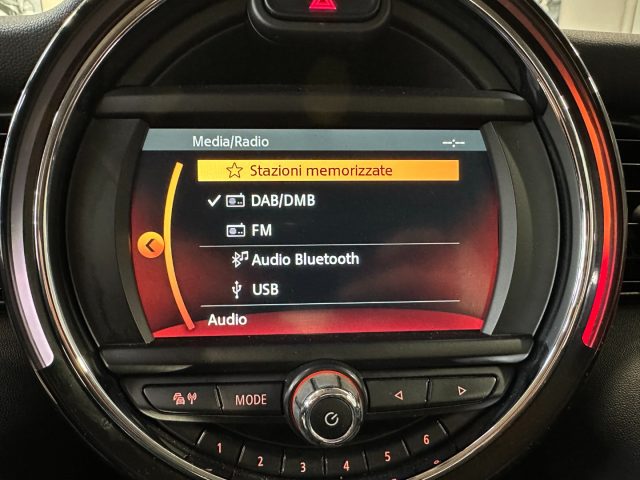 Media/Radio
Stazioni memorizzate
DAB/DMB
FM
Audio Bluetooth
USB
Audio
MODE
1 2 3 4 5 6